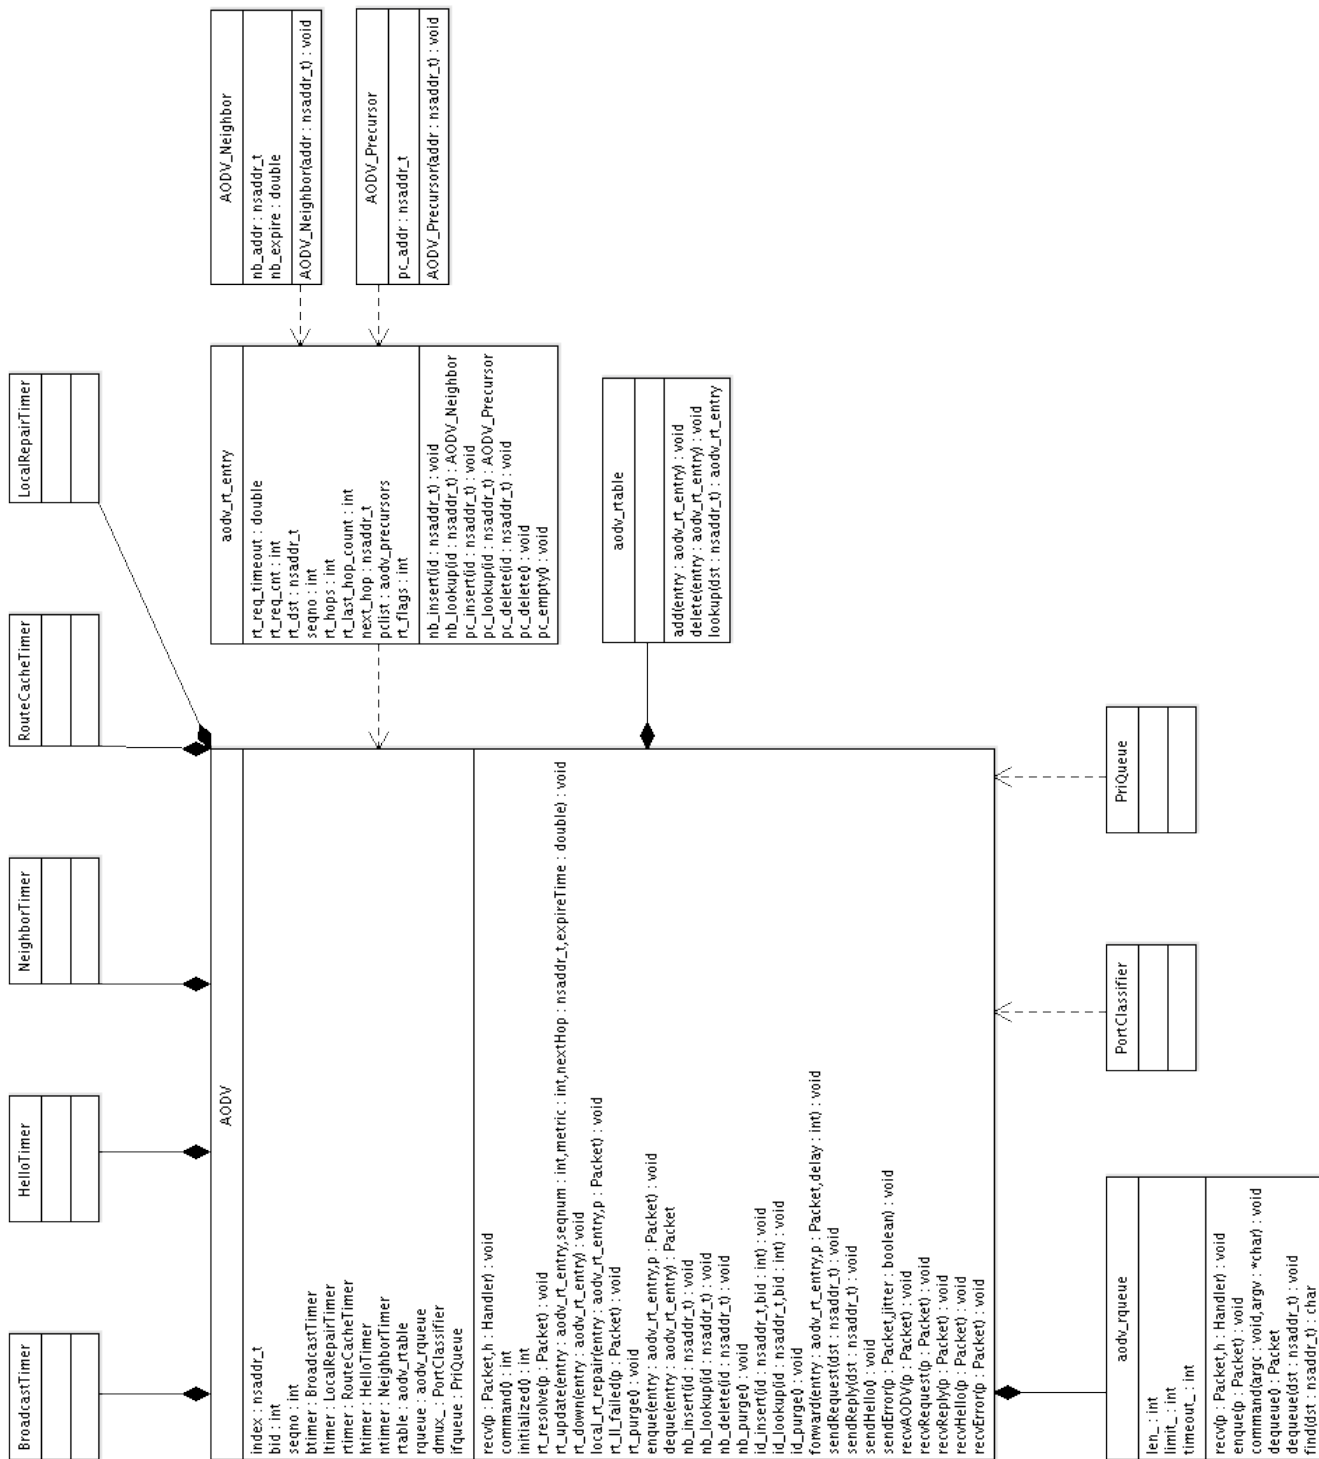 BroadcastTimer
HelloTimer
NeighborTimer
RouteCacheTimer
LocalRepairTimer
AODV
index : nsaddr_t
bid : int
seqno : int
btimer : BroadcastTimer
ltimer : LocalRepairTimer
rtimer : RouteCacheTimer
htimer : HelloTimer
ntimer : NeighborTimer
rtable : aodv_rtable
rqueue : aodv_rqueue
dmux_ : PortClassifier
ifqueue : PriQueue
recv(p : Packet,h : Handler) : void
command() : int
initialized() : int
rt_resolve(p : Packet) : void
rt_update(entry : aodv_rt_entry,seqnum : int,metric : int,nextHop : nsaddr_t,expireTime : double) : void
rt_down(entry : aodv_rt_entry) : void
local_rt_repair(entry : aodv_rt_entry,p : Packet) : void
rt_ll_failed(p : Packet) : void
rt_purge() : void
enque(entry : aodv_rt_entry,p : Packet) : void
deque(entry : aodv_rt_entry) : Packet
nb_insert(id : nsaddr_t) : void
nb_lookup(id : nsaddr_t) : void
nb_delete(id : nsaddr_t) : void
nb_purge() : void
id_insert(id : nsaddr_t,bid : int) : void
id_lookup(id : nsaddr_t,bid : int) : void
id_purge() : void
forward(entry : aodv_rt_entry,p : Packet,delay : int) : void
sendRequest(dst : nsaddr_t) : void
sendReply(dst : nsaddr_t) : void
sendHello() : void
sendError(p : Packet,jitter : boolean) : void
recvAODV(p : Packet) : void
recvRequest(p : Packet) : void
recvReply(p : Packet) : void
recvHello(p : Packet) : void
recvError(p : Packet) : void
AODV_Neighbor
nb_addr : nsaddr_t
nb_expire : double
AODV_Neighbor(addr : nsaddr_t) : void
AODV_Precursor
pc_addr : nsaddr_t
AODV_Precursor(addr : nsaddr_t) : void
aodv_rt_entry
rt_req_timeout : double
rt_req_cnt : int
rt_dst : nsaddr_t
seqno : int
rt_hops : int
rt_last_hop_count : int
next_hop : nsaddr_t
pclist : aodv_precursors
rt_flags : int
nb_insert(id : nsaddr_t) : void
nb_lookup(id : nsaddr_t) : AODV_Neighbor
pc_insert(id : nsaddr_t) : void
pc_lookup(id : nsaddr_t) : AODV_Precursor
pc_delete(id : nsaddr_t) : void
pc_delete() : void
pc_empty() : void
aodv_rtable
add(entry : aodv_rt_entry) : void
delete(entry : aodv_rt_entry) : void
lookup(dst : nsaddr_t) : aodv_rt_entry
aodv_rqueue
len_ : int
limit_ : int
timeout_ : int
recv(p : Packet,h : Handler) : void
enque(p : Packet) : void
command(argc : void,argv : *char) : void
dequeue() : Packet
dequeue(dst : nsaddr_t) : void
find(dst : nsaddr_t) : char
PortClassifier
PriQueue